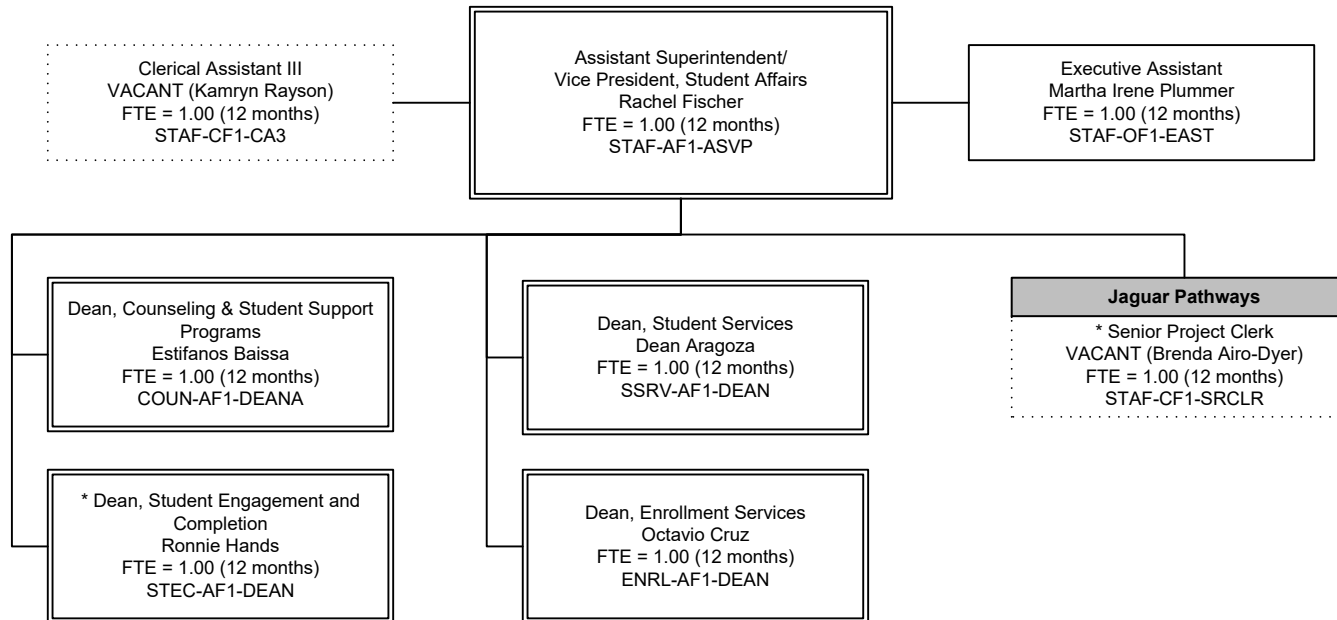 Clerical Assistant III
VACANT (Kamryn Rayson)
FTE = 1.00 (12 months)
STAF-CF1-CA3
Assistant Superintendent/
Vice President, Student Affairs
Rachel Fischer
FTE = 1.00 (12 months)
STAF-AF1-ASVP
Executive Assistant
Martha Irene Plummer
FTE = 1.00 (12 months)
STAF-OF1-EAST
Dean, Counseling & Student Support
Programs
Estifanos Baissa
FTE = 1.00 (12 months)
COUN-AF1-DEANA
Dean, Student Services
Dean Aragoza
FTE = 1.00 (12 months)
SSRV-AF1-DEAN
Jaguar Pathways
* Senior Project Clerk
VACANT (Brenda Airo-Dyer)
FTE = 1.00 (12 months)
STAF-CF1-SRCLR
* Dean, Student Engagement and
Completion
Ronnie Hands
FTE = 1.00 (12 months)
STEC-AF1-DEAN
Dean, Enrollment Services
Octavio Cruz
FTE = 1.00 (12 months)
ENRL-AF1-DEAN